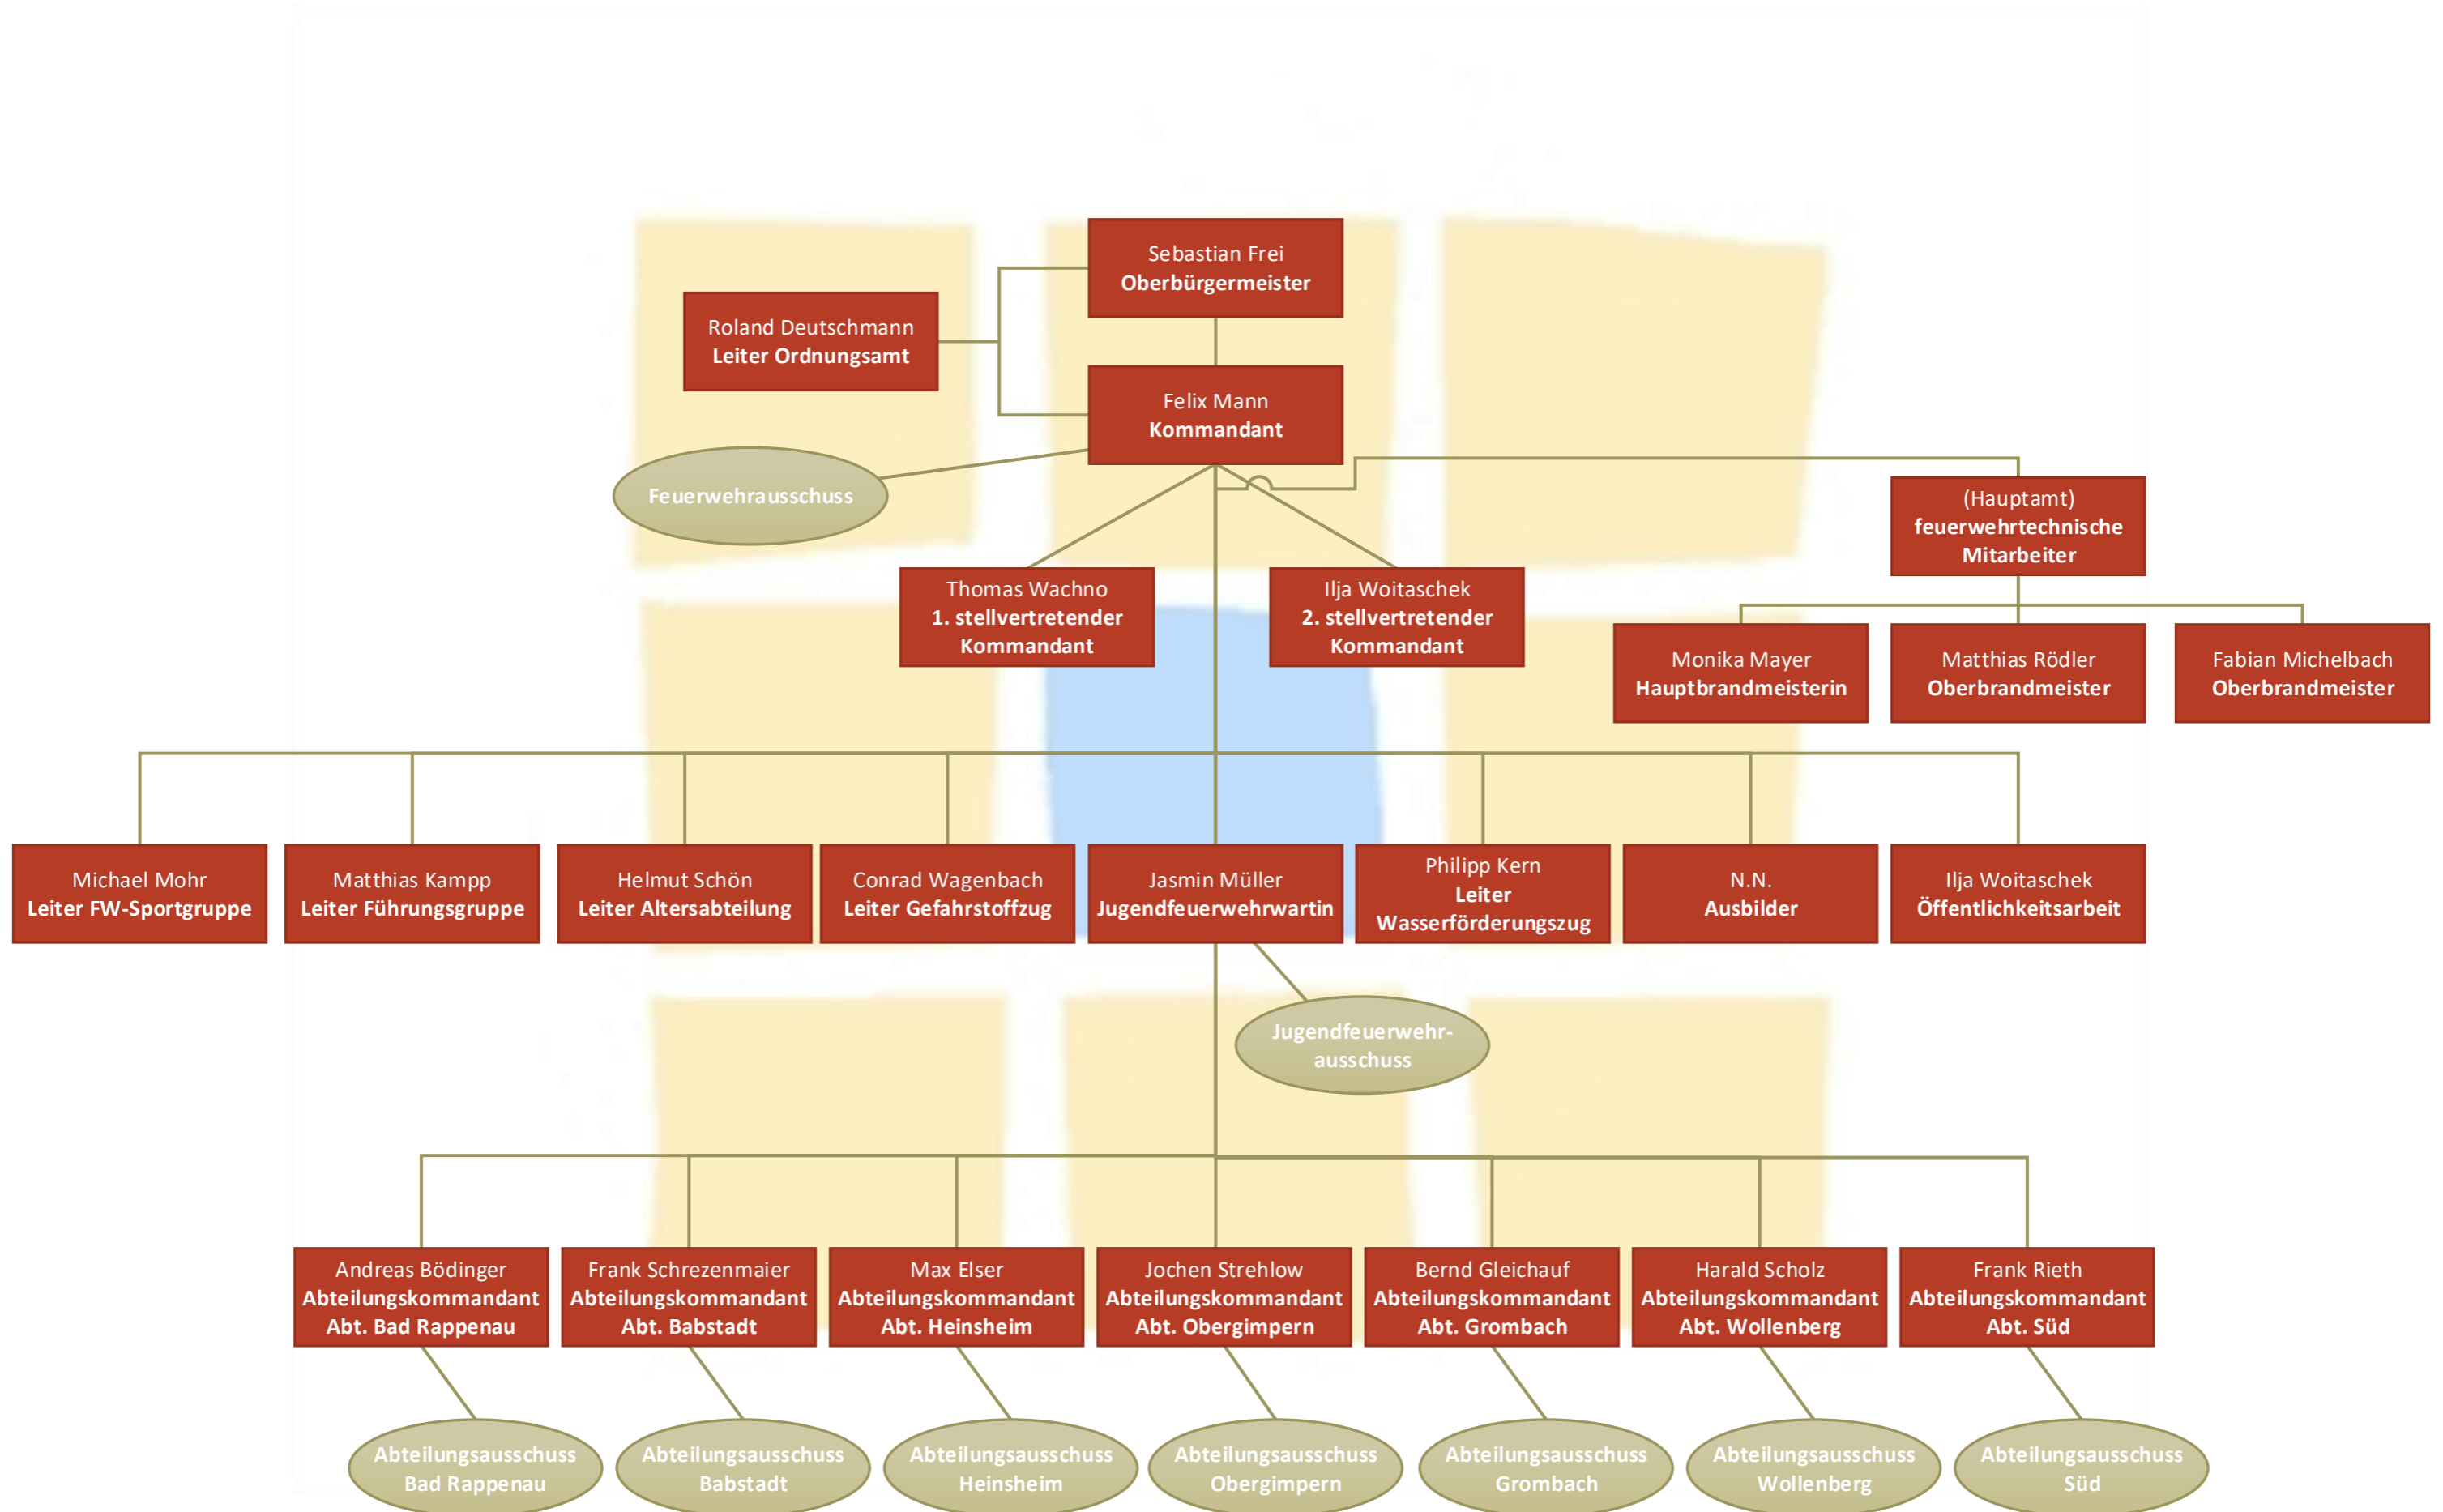 Sebastian Frei
Oberbürgermeister
Roland Deutschmann
Leiter Ordnungsamt
Felix Mann
Kommandant
Feuerwehrausschuss
(Hauptamt)
feuerwehrtechnische
Mitarbeiter
Thomas Wachno
1. stellvertretender
Kommandant
Ilja Woitaschek
2. stellvertretender
Kommandant
Monika Mayer
Hauptbrandmeisterin
Matthias Rödler
Oberbrandmeister
Fabian Michelbach
Oberbrandmeister
Michael Mohr
Leiter FW-Sportgruppe
Matthias Kampp
Leiter Führungsgruppe
Helmut Schön
Leiter Altersabteilung
Conrad Wagenbach
Leiter Gefahrstoffzug
Jasmin Müller
Jugendfeuerwehrwartin
Philipp Kern
Leiter
Wasserförderungszug
N.N.
Ausbilder
Ilja Woitaschek
Öffentlichkeitsarbeit
Jugendfeuerwehr-
ausschuss
Andreas Bödinger
Abteilungskommandant
Abt. Bad Rappenau
Frank Schrezenmaier
Abteilungskommandant
Abt. Babstadt
Max Elser
Abteilungskommandant
Abt. Heinsheim
Jochen Strehlow
Abteilungskommandant
Abt. Obergimpern
Bernd Gleichauf
Abteilungskommandant
Abt. Grombach
Harald Scholz
Abteilungskommandant
Abt. Wollenberg
Frank Rieth
Abteilungskommandant
Abt. Süd
Abteilungsausschuss
Bad Rappenau
Abteilungsausschuss
Babstadt
Abteilungsausschuss
Heinsheim
Abteilungsausschuss
Obergimpern
Abteilungsausschuss
Grombach
Abteilungsausschuss
Wollenberg
Abteilungsausschuss
Süd